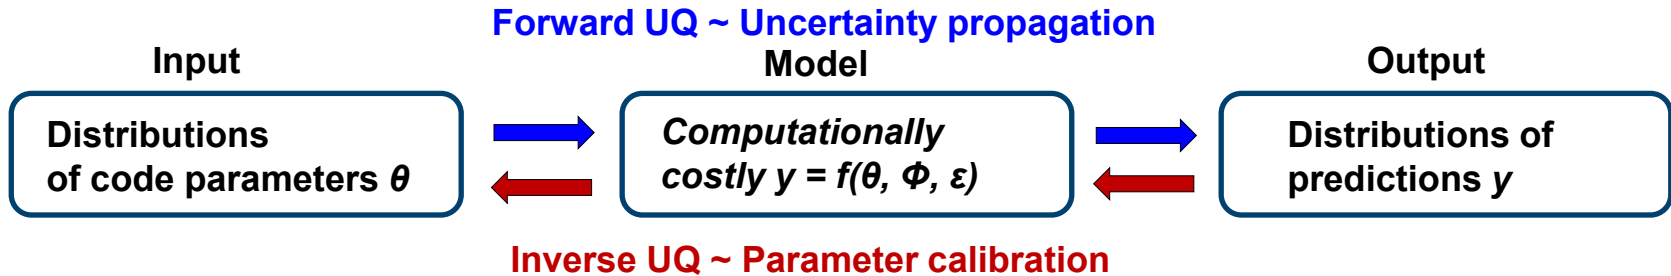 Forward UQ ~ Uncertainty propagation
Input
Model
Output
Distributions
of code parameters θ
Computationally
costly y = f(θ, Φ, ε)
Distributions of
predictions y
Inverse UQ ~ Parameter calibration